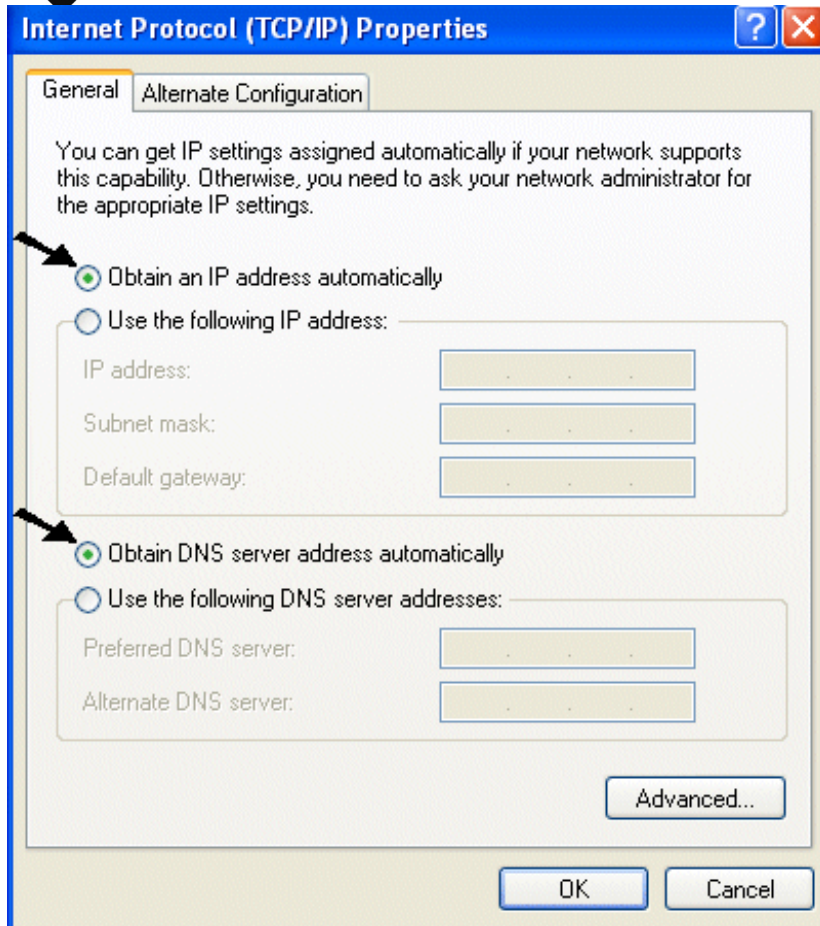 Internet Protocol (TCP/IP) Properties
General
Alternate Configuration
You can get IP settings assigned automatically if your network supports
this capability. Otherwise, you need to ask your network administrator for
the appropriate IP settings.
Obtain an IP address automatically
Use the following IP address:
IP address:
Subnet mask:
Default gateway:
Obtain DNS server address automatically
Use the following DNS server addresses:
Preferred DNS server:
Alternate DNS server:
Advanced...
OK
Cancel